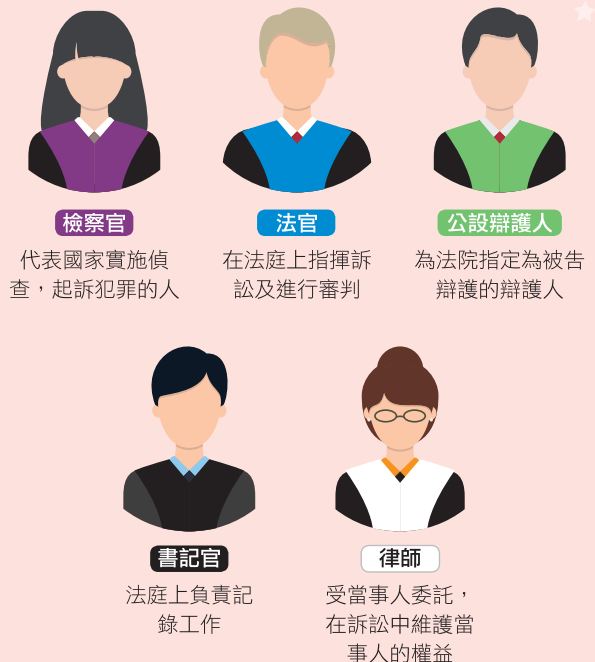 檢察官
代表國家實施偵
查，起訴犯罪的人
法官
在法庭上指揮訴
訟及進行審判
公設辯護人
為法院指定為被告
辯護的辯護人
書記官
法庭上負責記
錄工作
律師
受當事人委託，
在訴訟中維護當
事人的權益